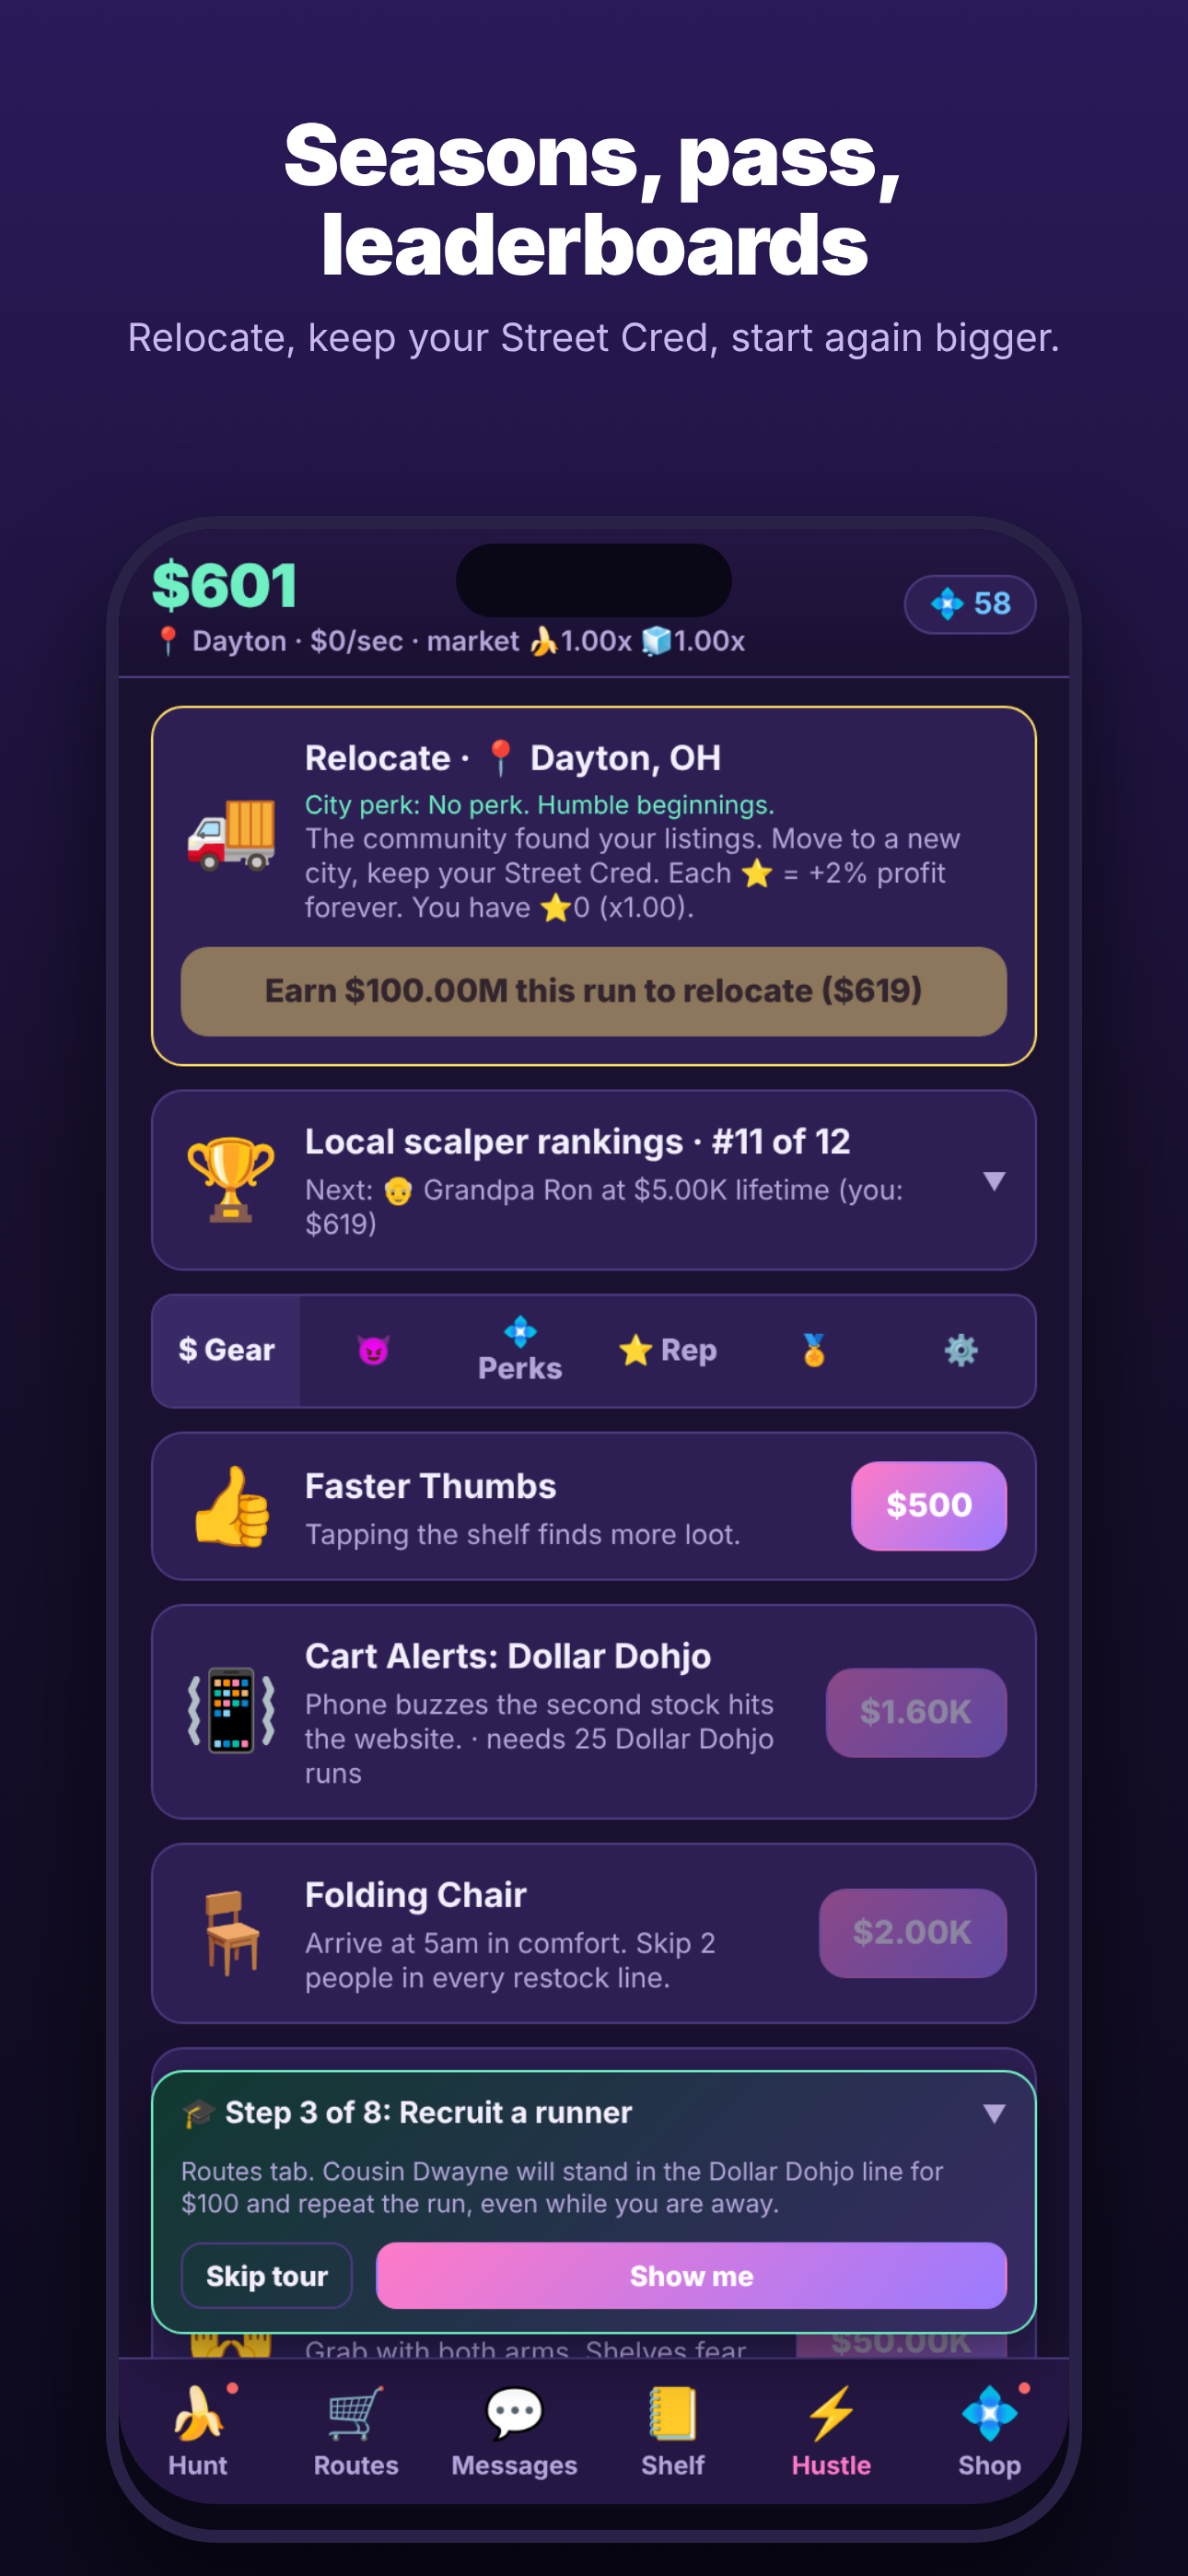 Seasons, pass,
leaderboards
Relocate, keep your Street Cred, start again bigger.
$601
💠 58
📍 Dayton · $0/sec · market 🍌1.00x 🧊1.00x
Relocate · 📍 Dayton, OH
City perk: No perk. Humble beginnings.
The community found your listings. Move to a new
city, keep your Street Cred. Each ⭐ = +2% profit
forever. You have ⭐0 (x1.00).
Earn $100.00M this run to relocate ($619)
Local scalper rankings · #11 of 12
Next: 👴 Grandpa Ron at $5.00K lifetime (you:
$619)
▼
$ Gear
💠
Perks
⭐ Rep
Faster Thumbs
Tapping the shelf finds more loot.
$500
Cart Alerts: Dollar Dohjo
Phone buzzes the second stock hits
the website. · needs 25 Dollar Dohjo
runs
$1.60K
Folding Chair
Arrive at 5am in comfort. Skip 2
people in every restock line.
$2.00K
🎓 Step 3 of 8: Recruit a runner
▼
Routes tab. Cousin Dwayne will stand in the Dollar Dohjo line for
$100 and repeat the run, even while you are away.
Skip tour
Show me
Grab with both arms. Shelves fear
$50.00K
Hunt
Routes
Messages
Shelf
Hustle
Shop